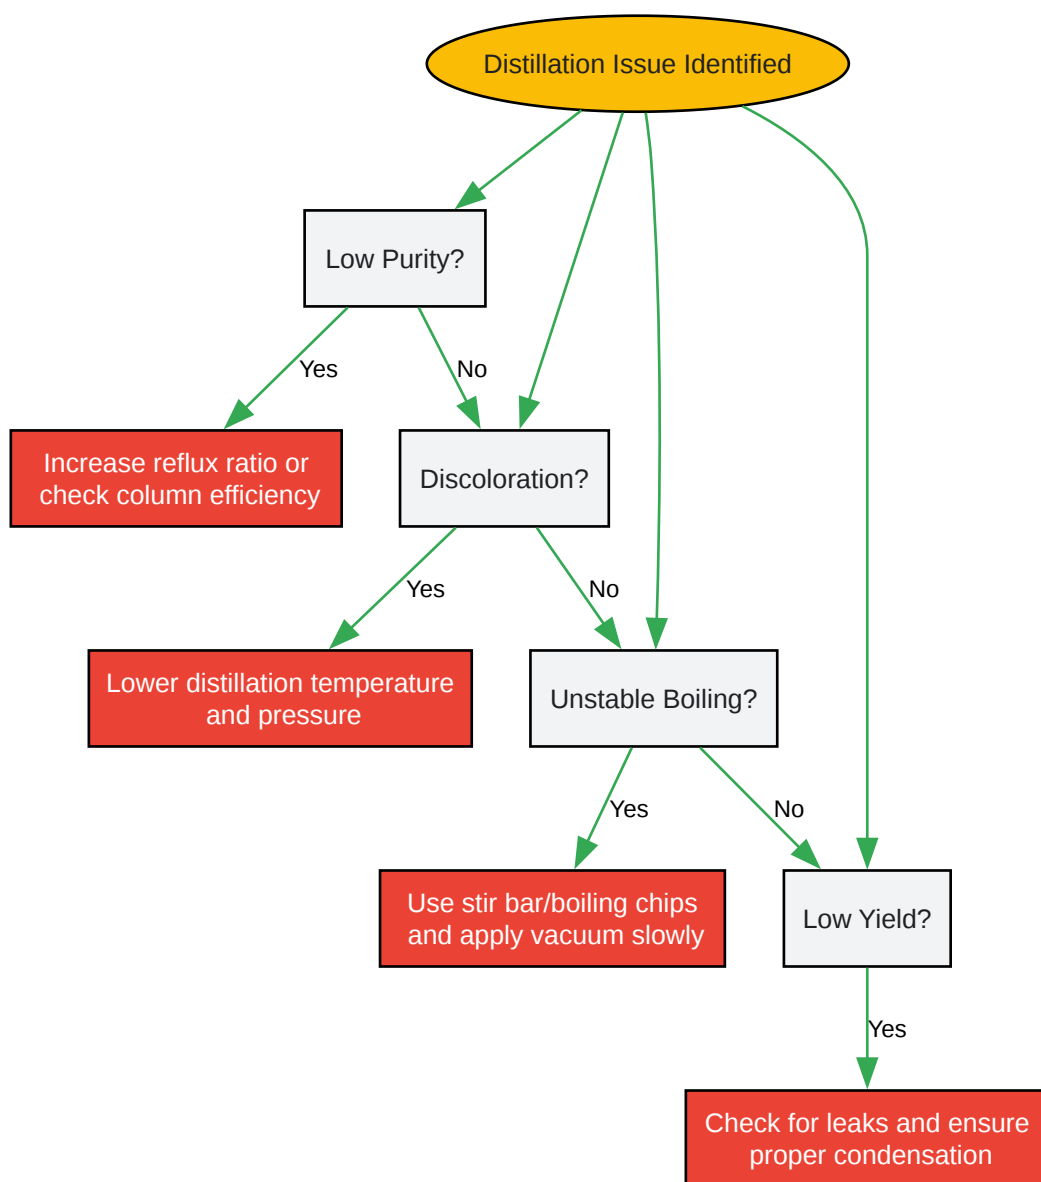 Distillation Issue Identified
Low Purity?
Yes
No
Increase reflux ratio or
check column efficiency
Discoloration?
Yes
No
Lower distillation temperature
and pressure
Unstable Boiling?
Yes
No
Use stir bar/boiling chips
and apply vacuum slowly
Low Yield?
Yes
Check for leaks and ensure
proper condensation